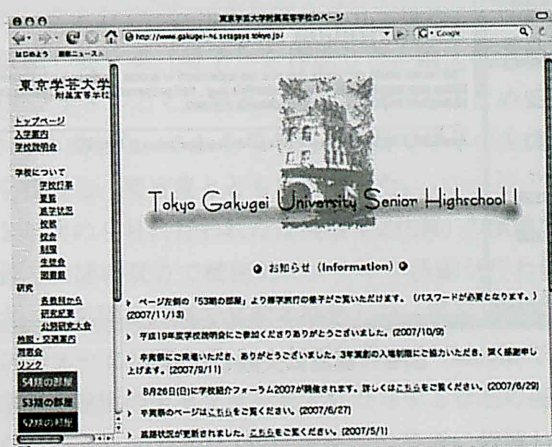 東京学芸大学附属高等学校のページ
http://www.gakugei-hs.setagaya.tokyo.jp/
Google
はじめよう 最新ニュース
東京学芸大学
附属高等学校
トップページ
入学案内
学校説明会
学校について
学校行事
進学状況
校歌
校舎
制服
生徒会
図書館
研究
各教科から
研究紀要
公開研究大会
地図・交通案内
同窓会
リンク
54期の部屋
53期の部屋
52期の部屋
Tokyo Gakugei University Senior Highschool!
お知らせ (Information)
ページ左側の「53期の部屋」より修学旅行の様子がご覧いただけます。(パスワードが必要となります。)
(2007/11/13)
平成19年度学校説明会にご参加くださりありがとうございました。(2007/10/9)
辛夷祭にご来場いただき、ありがとうございました。3年演劇の入場制限にご協力いただき、深く感謝申し
上げます。(2007/9/11)
8月26日(日)に学校紹介フォーラム2007が開催されます。詳しくはこちらをご覧ください。(2007/6/29)
辛夷祭のページはこちらをご覧ください。(2007/6/27)
進路状況が更新されました。こちらをご覧ください。(2007/5/1)